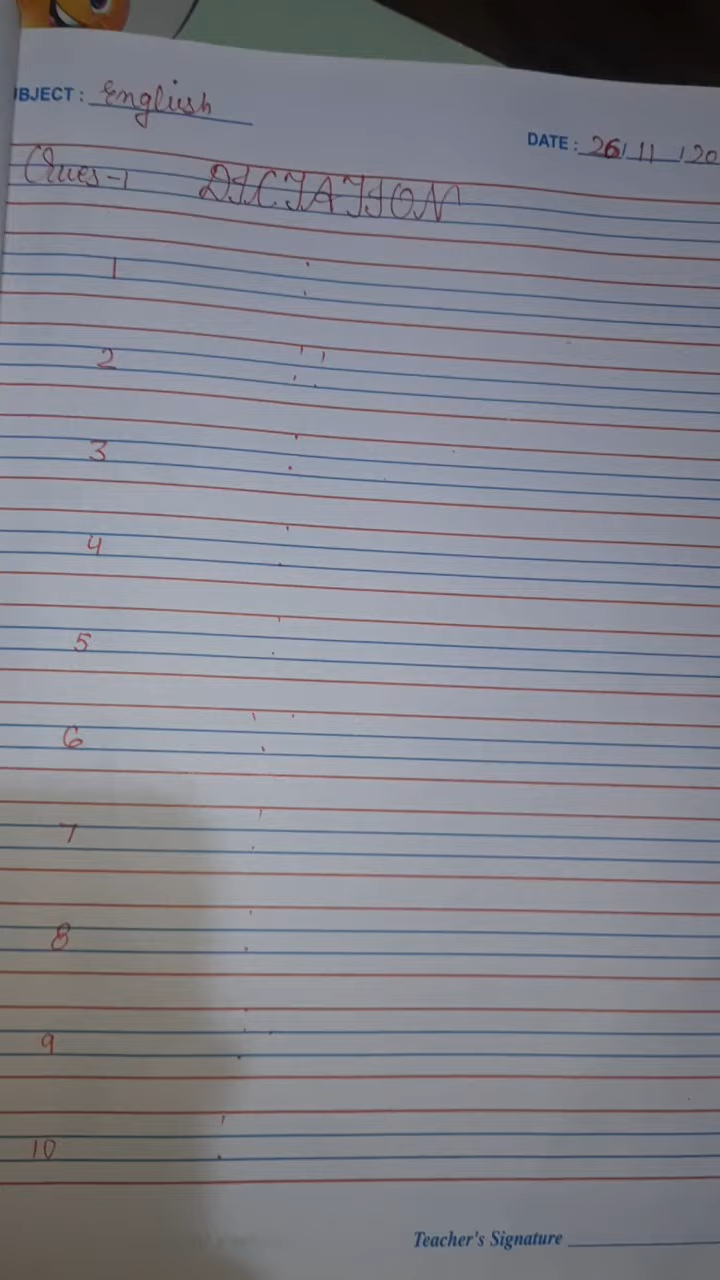 BJECT : English
DATE : 26/11/20
Ques-1 DICTATION
1
2
3
4
5
6
7
8
9
10
Teacher's Signature